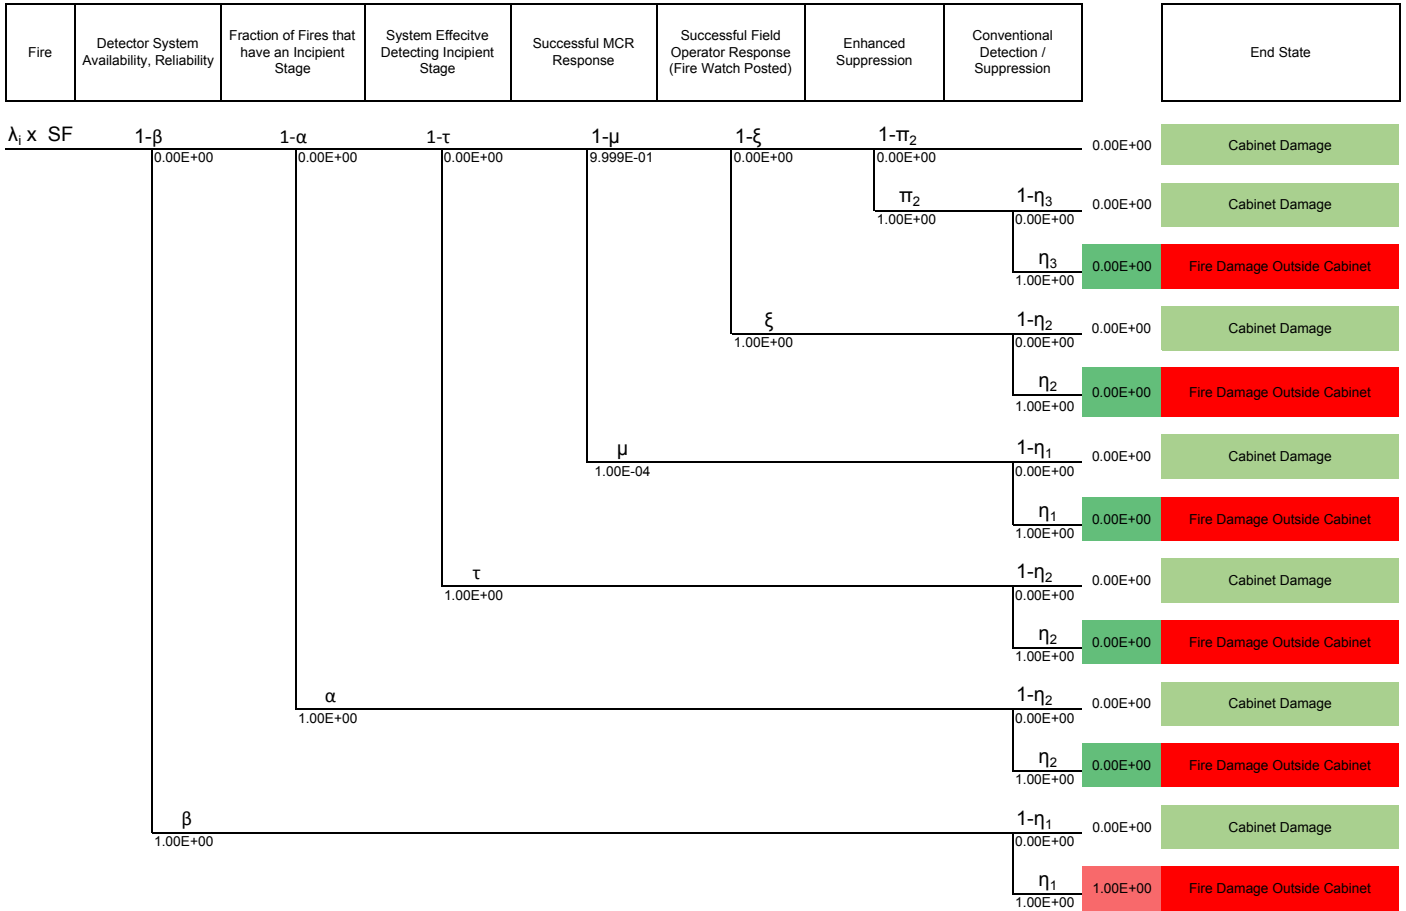 Fire
Detector System
Availability, Reliability
Fraction of Fires that
have an Incipient
Stage
System Effecitve
Detecting Incipient
Stage
Successful MCR
Response
Successful Field
Operator Response
(Fire Watch Posted)
Enhanced
Suppression
Conventional
Detection /
Suppression
End State
λi x SF 1-β 1-α 1-τ 1-μ 1-ξ 1-π2
0.00E+00 0.00E+00 0.00E+00 9.999E-01 0.00E+00 0.00E+00 0.00E+00 Cabinet Damage
π2 1-η3
1.00E+00 0.00E+00 0.00E+00 Cabinet Damage
η3
1.00E+00 0.00E+00 Fire Damage Outside Cabinet
ξ 1-η2
1.00E+00 0.00E+00 0.00E+00 Cabinet Damage
η2
1.00E+00 0.00E+00 Fire Damage Outside Cabinet
μ 1-η1
1.00E-04 0.00E+00 0.00E+00 Cabinet Damage
η1
1.00E+00 0.00E+00 Fire Damage Outside Cabinet
τ 1-η2
1.00E+00 0.00E+00 0.00E+00 Cabinet Damage
η2
1.00E+00 0.00E+00 Fire Damage Outside Cabinet
α 1-η2
1.00E+00 0.00E+00 0.00E+00 Cabinet Damage
η2
1.00E+00 0.00E+00 Fire Damage Outside Cabinet
β 1-η1
1.00E+00 0.00E+00 0.00E+00 Cabinet Damage
η1
1.00E+00 1.00E+00 Fire Damage Outside Cabinet